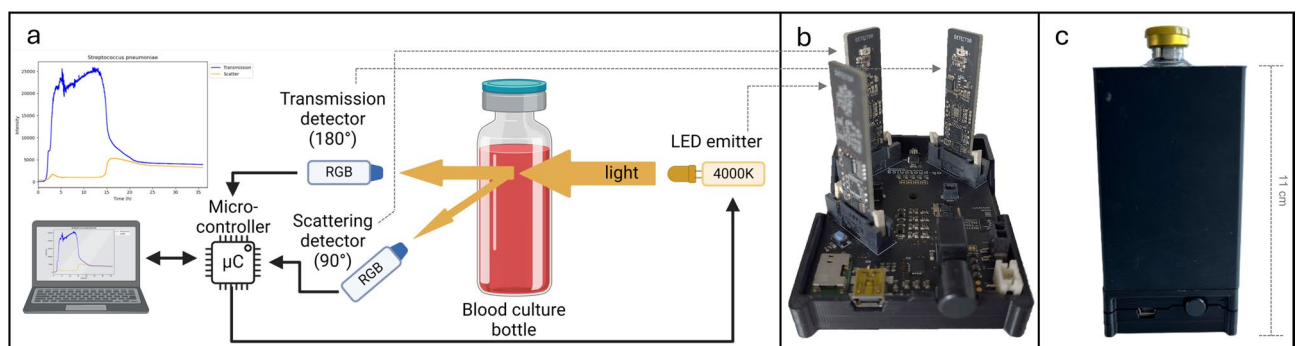 a
Streptococcus pneumoniae
Transmission
Scatter
Intensity
25000
20000
15000
10000
5000
0
0 5 10 15 20 25 30 35
Time (h)
Transmission
detector
(180°)
RGB
Micro-
controller
µC
Scattering
detector
(90°)
RGB
light
LED emitter
4000K
Blood culture
bottle
b
DETECTOR
DETECTOR
c
11 cm